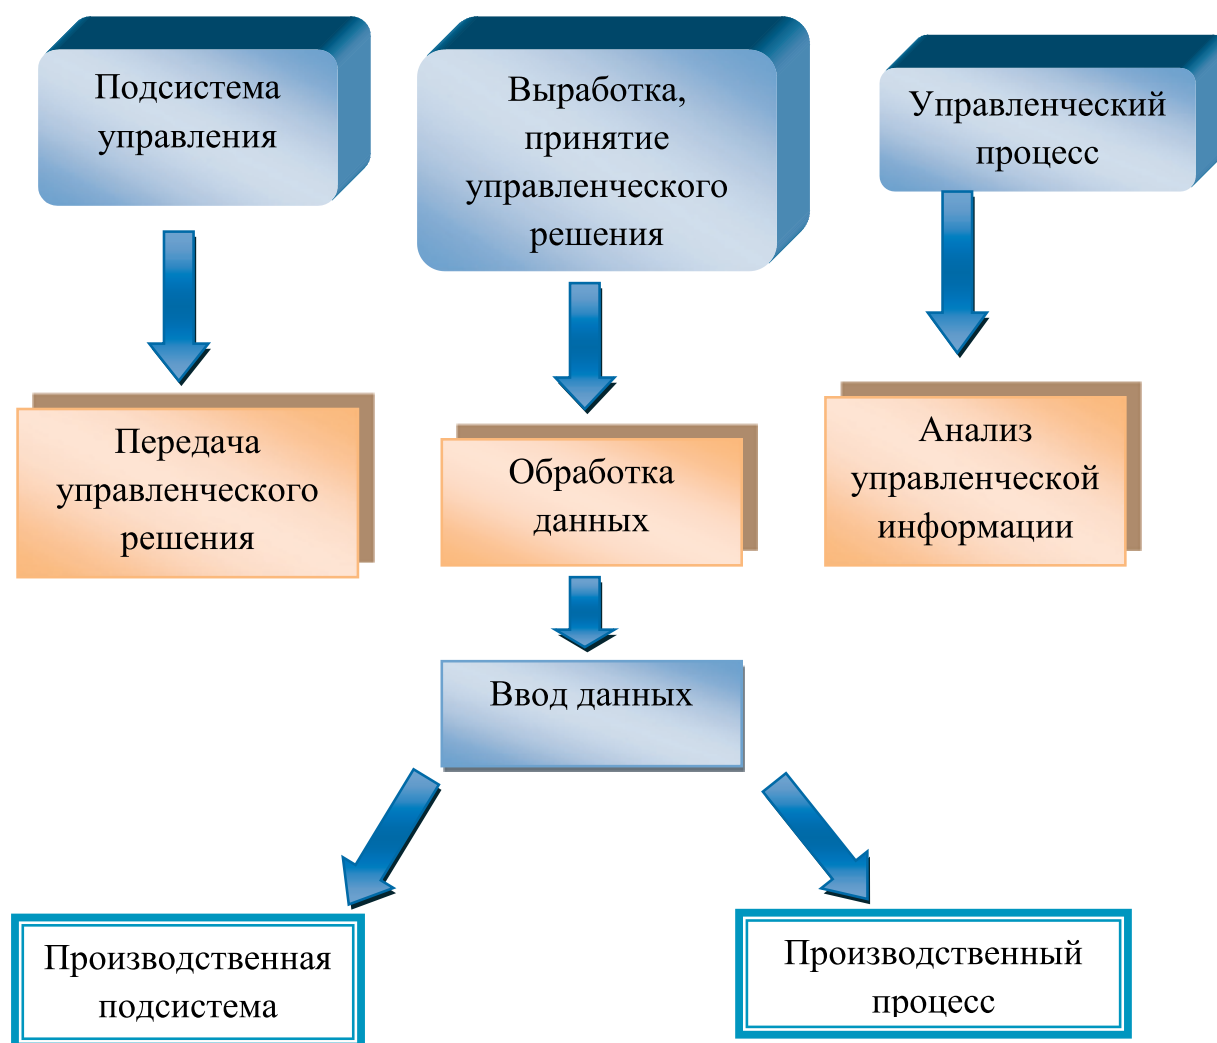 Подсистема
управления
Выработка,
принятие
управленческого
решения
Управленческий
процесс
Передача
управленческого
решения
Обработка
данных
Анализ
управленческой
информации
Ввод данных
Производственная
подсистема
Производственный
процесс